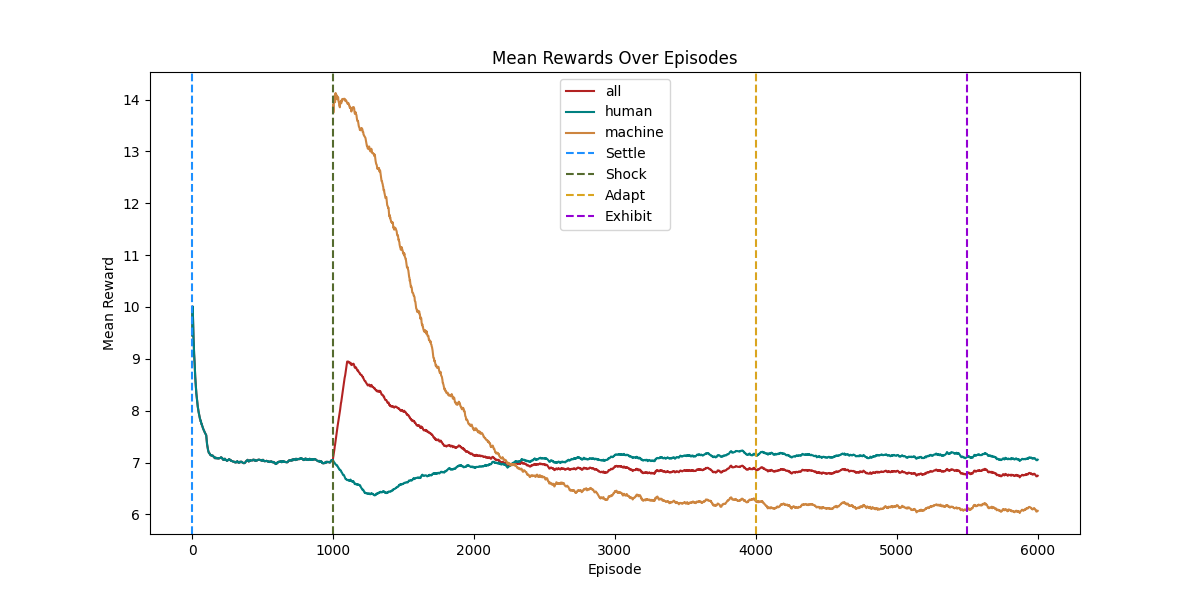 Mean Rewards Over Episodes
Mean Reward
14
13
12
11
10
9
8
7
6
all
human
machine
Settle
Shock
Adapt
Exhibit
0 1000 2000 3000 4000 5000 6000
Episode